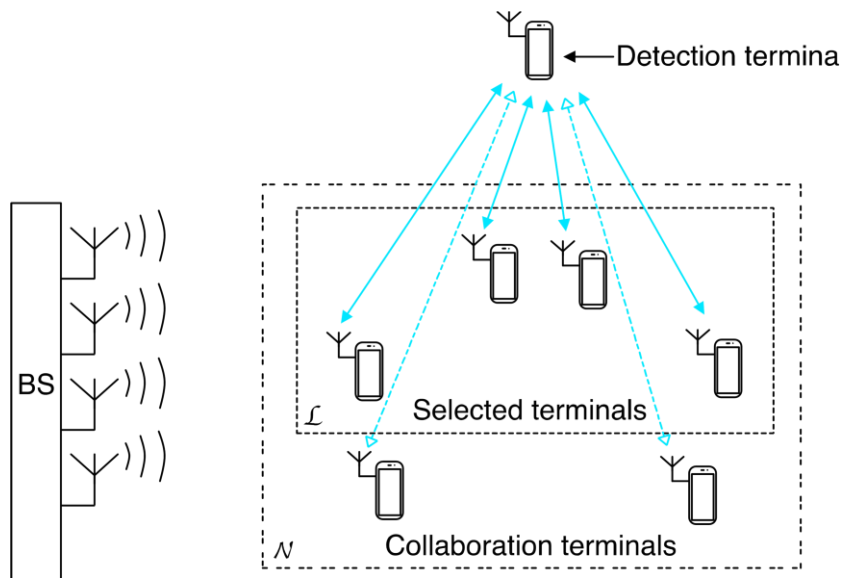 Detection termina
BS
ℒ
Selected terminals
𝒩
Collaboration terminals